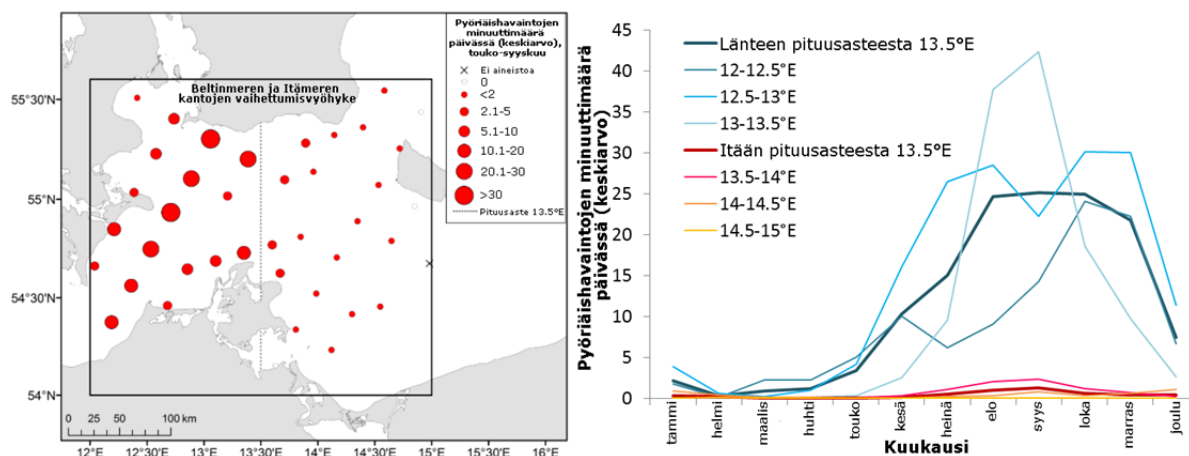 Beltinmeren ja Itämeren
kantojen vaihettumisvyöhyke
Pyöriäishavaintojen
minuuttimäärä
päivässä (keskiarvo),
touko-syyskuu
Ei aineistoa
0
<2
2.1-5
5.1-10
10.1-20
20.1-30
>30
Pituusaste 13.5°E
55°30'
55°N
54°30'
54°N
0 25 50 100 km
12°E 12°30' 13°E 13°30' 14°E 14°30' 15°E 15°30' 16°E
Pyöriäishavaintojen minuuttimäärä
päivässä (keskiarvo)
45
40
35
30
25
20
15
10
5
0
Länteen pituusasteesta 13.5°E
12-12.5°E
12.5-13°E
13-13.5°E
Itään pituusasteesta 13.5°E
13.5-14°E
14-14.5°E
14.5-15°E
tammi
helmi
maalis
huhti
touko
kesä
heinä
elo
syys
loka
marras
joulu
Kuukausi